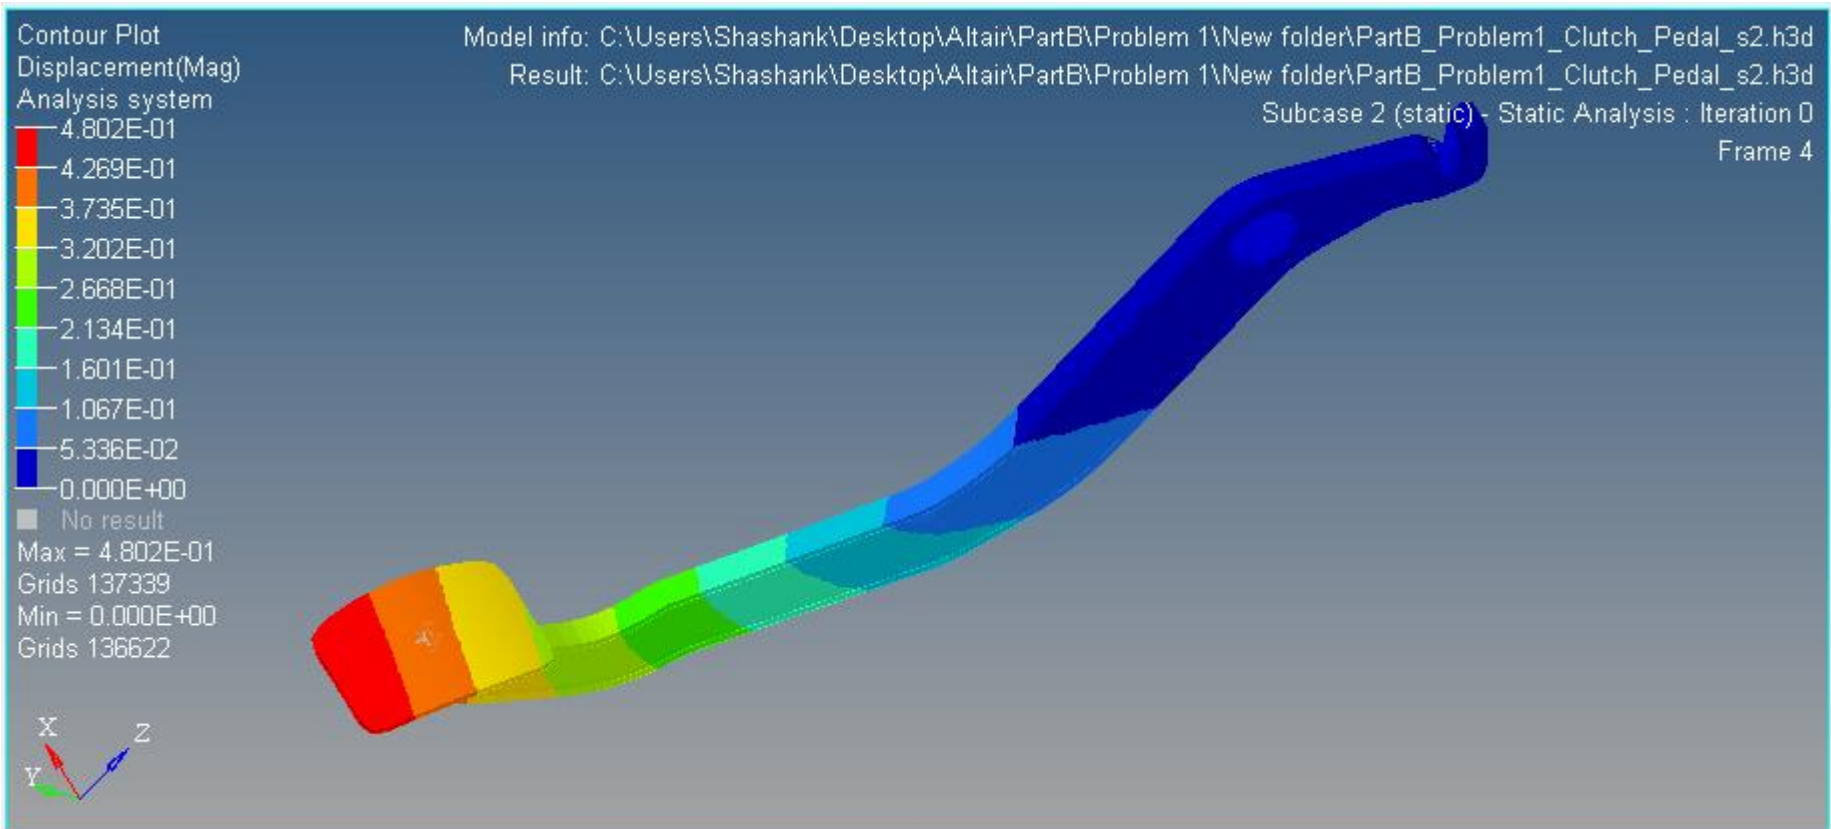 Contour Plot
Displacement(Mag)
Analysis system
4.802E-01
4.269E-01
3.735E-01
3.202E-01
2.668E-01
2.134E-01
1.601E-01
1.067E-01
5.336E-02
0.000E+00
No result
Max = 4.802E-01
Grids 137339
Min = 0.000E+00
Grids 136622
Model info: C:\Users\Shashank\Desktop\Altair\PartB\Problem 1\New folder\PartB_Problem1_Clutch_Pedal_s2.h3d
Result: C:\Users\Shashank\Desktop\Altair\PartB\Problem 1\New folder\PartB_Problem1_Clutch_Pedal_s2.h3d
Subcase 2 (static) - Static Analysis : Iteration 0
Frame 4
X
Z
Y